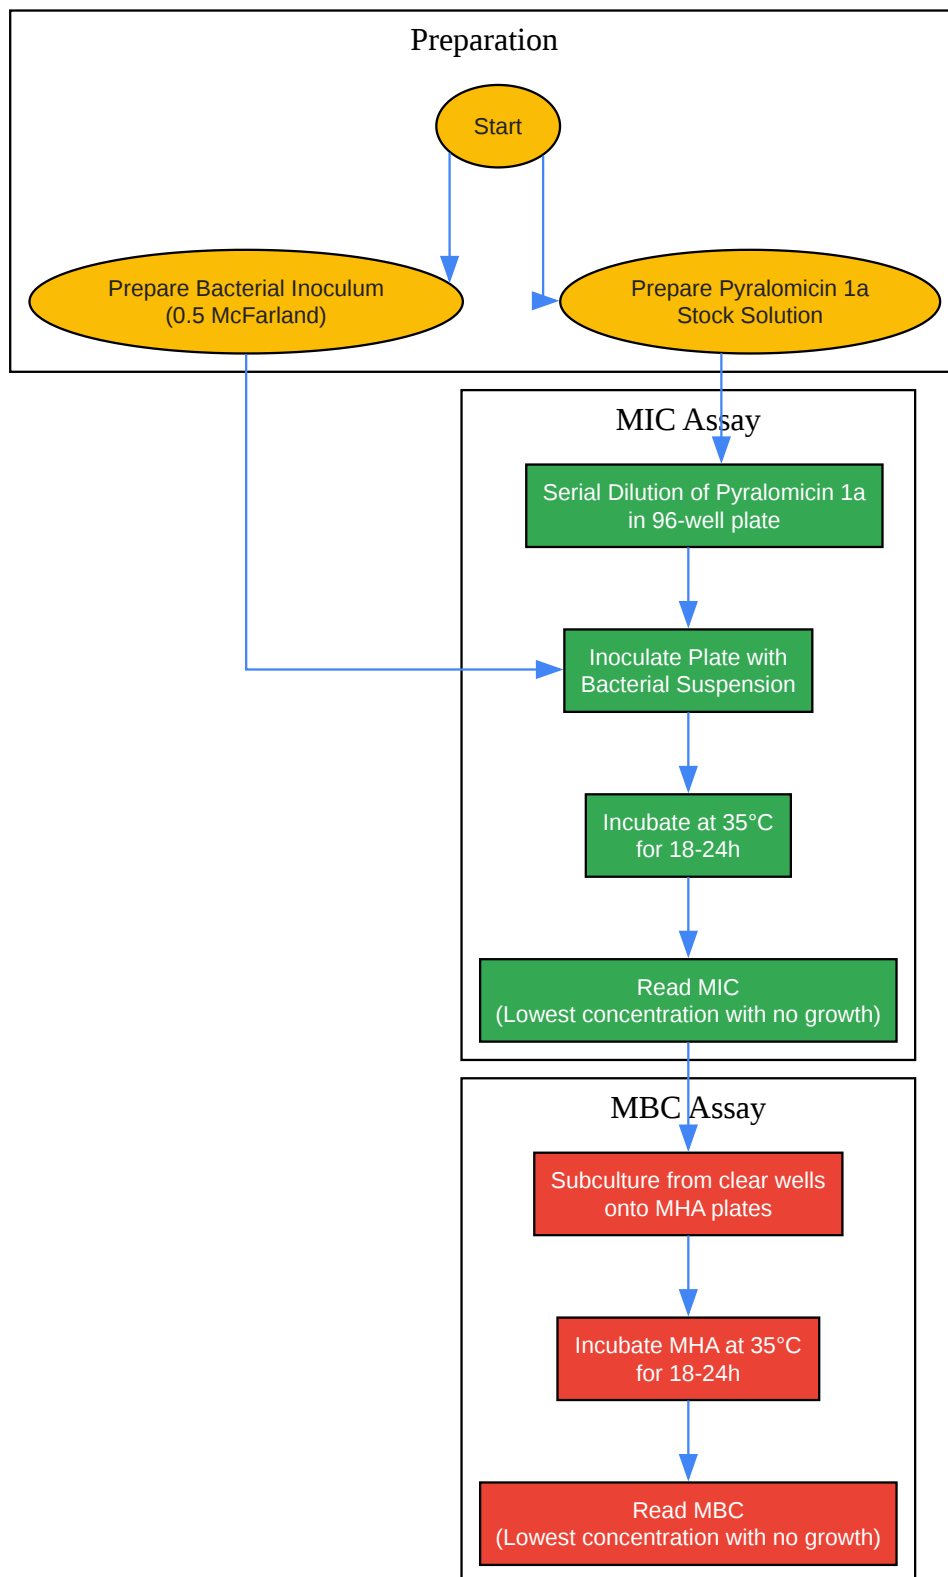 Preparation
Start
Prepare Bacterial Inoculum
(0.5 McFarland)
Prepare Pyralomicin 1a
Stock Solution
MIC Assay
Serial Dilution of Pyralomicin 1a
in 96-well plate
Inoculate Plate with
Bacterial Suspension
Incubate at 35°C
for 18-24h
Read MIC
(Lowest concentration with no growth)
MBC Assay
Subculture from clear wells
onto MHA plates
Incubate MHA at 35°C
for 18-24h
Read MBC
(Lowest concentration with no growth)